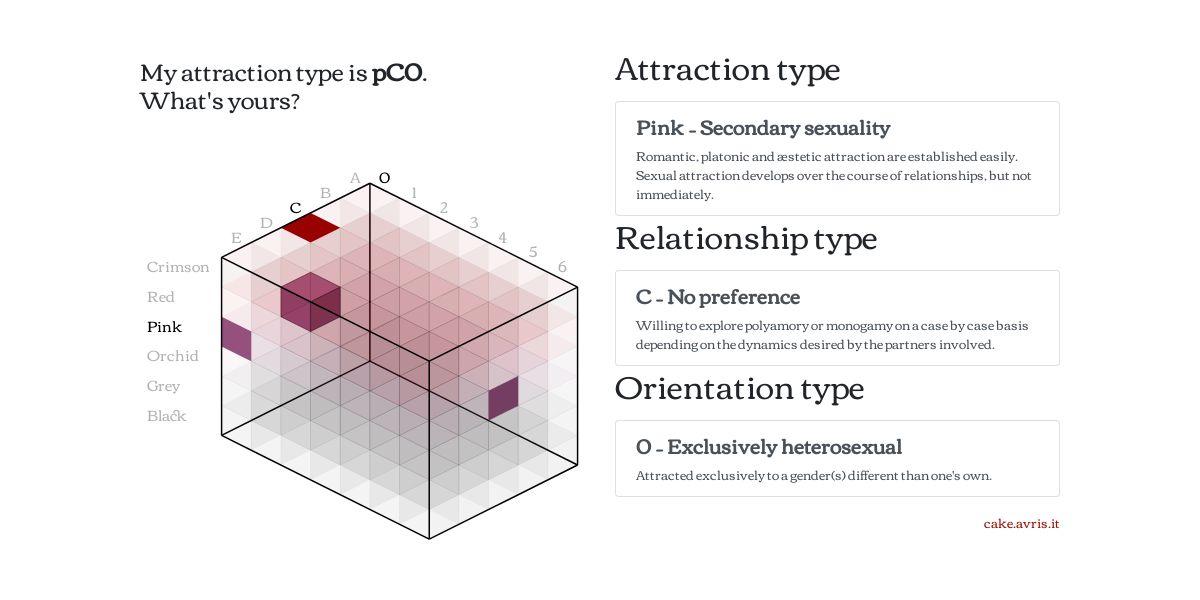 My attraction type is pCO.
What's yours?
A
O
B
1
C
2
D
3
E
4
5
6
Crimson
Red
Pink
Orchid
Grey
Black
Attraction type
Pink - Secondary sexuality
Romantic, platonic and æstetic attraction are established easily.
Sexual attraction develops over the course of relationships, but not
immediately.
Relationship type
C - No preference
Willing to explore polyamory or monogamy on a case by case basis
depending on the dynamics desired by the partners involved.
Orientation type
O - Exclusively heterosexual
Attracted exclusively to a gender(s) different than one's own.
cake.avris.it